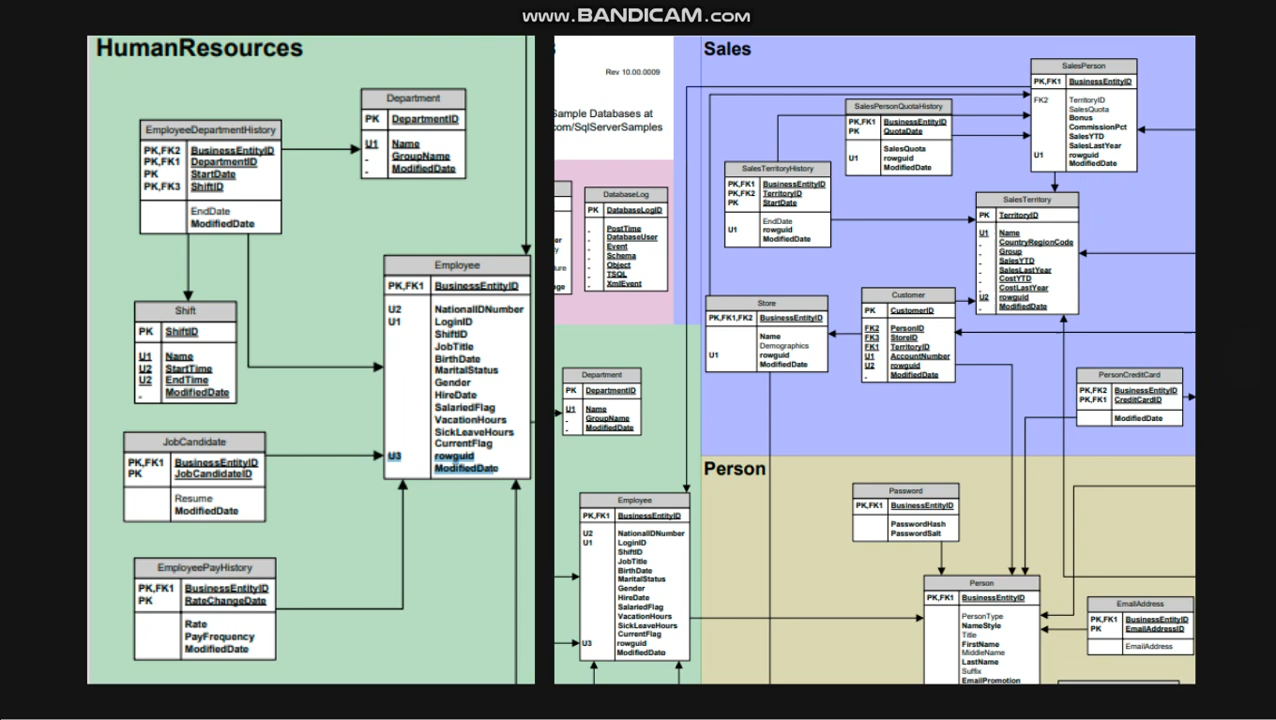 www.BANDICAM.com
HumanResources
Department
PK DepartmentID
U1 Name
GroupName
ModifiedDate
EmployeeDepartmentHistory
PK,FK2 BusinessEntityID
PK,FK1 DepartmentID
PK StartDate
PK,FK3 ShiftID
EndDate
ModifiedDate
Employee
PK,FK1 BusinessEntityID
U2 NationalIDNumber
U1 LoginID
ShiftID
JobTitle
BirthDate
MaritalStatus
Gender
HireDate
SalariedFlag
VacationHours
SickLeaveHours
CurrentFlag
U3 rowguid
ModifiedDate
Shift
PK ShiftID
U1 Name
U2 StartTime
U2 EndTime
ModifiedDate
JobCandidate
PK,FK1 BusinessEntityID
PK JobCandidateID
Resume
ModifiedDate
EmployeePayHistory
PK,FK1 BusinessEntityID
PK RateChangeDate
Rate
PayFrequency
ModifiedDate
Rev 10.00.0009
Sample Databases at
com/SqlServerSamples
DatabaseLog
PK DatabaseLogID
PostTime
DatabaseUser
Event
Schema
Object
TSQL
XmlEvent
Department
PK DepartmentID
U1 Name
GroupName
ModifiedDate
Employee
PK,FK1 BusinessEntityID
U2 NationalIDNumber
U1 LoginID
ShiftID
JobTitle
BirthDate
MaritalStatus
Gender
HireDate
SalariedFlag
VacationHours
SickLeaveHours
CurrentFlag
U3 rowguid
ModifiedDate
Sales
SalesPerson
PK,FK1 BusinessEntityID
FK2 TerritoryID
SalesQuota
Bonus
CommissionPct
SalesYTD
SalesLastYear
U1 rowguid
ModifiedDate
SalesPersonQuotaHistory
PK,FK1 BusinessEntityID
PK QuotaDate
SalesQuota
U1 rowguid
ModifiedDate
SalesTerritoryHistory
PK,FK1 BusinessEntityID
PK,FK2 TerritoryID
PK StartDate
EndDate
U1 rowguid
ModifiedDate
SalesTerritory
PK TerritoryID
U1 Name
CountryRegionCode
Group
SalesYTD
SalesLastYear
CostYTD
CostLastYear
U2 rowguid
ModifiedDate
Store
PK,FK1,FK2 BusinessEntityID
Name
Demographics
U1 rowguid
ModifiedDate
Customer
PK CustomerID
FK2 PersonID
FK3 StoreID
FK1 TerritoryID
U1 AccountNumber
U2 rowguid
ModifiedDate
PersonCreditCard
PK,FK2 BusinessEntityID
PK,FK1 CreditCardID
ModifiedDate
Person
Password
PK,FK1 BusinessEntityID
PasswordHash
PasswordSalt
Person
PK,FK1 BusinessEntityID
PersonType
NameStyle
Title
FirstName
MiddleName
LastName
Suffix
EmailPromotion
EmailAddress
PK,FK1 BusinessEntityID
PK EmailAddressID
EmailAddress